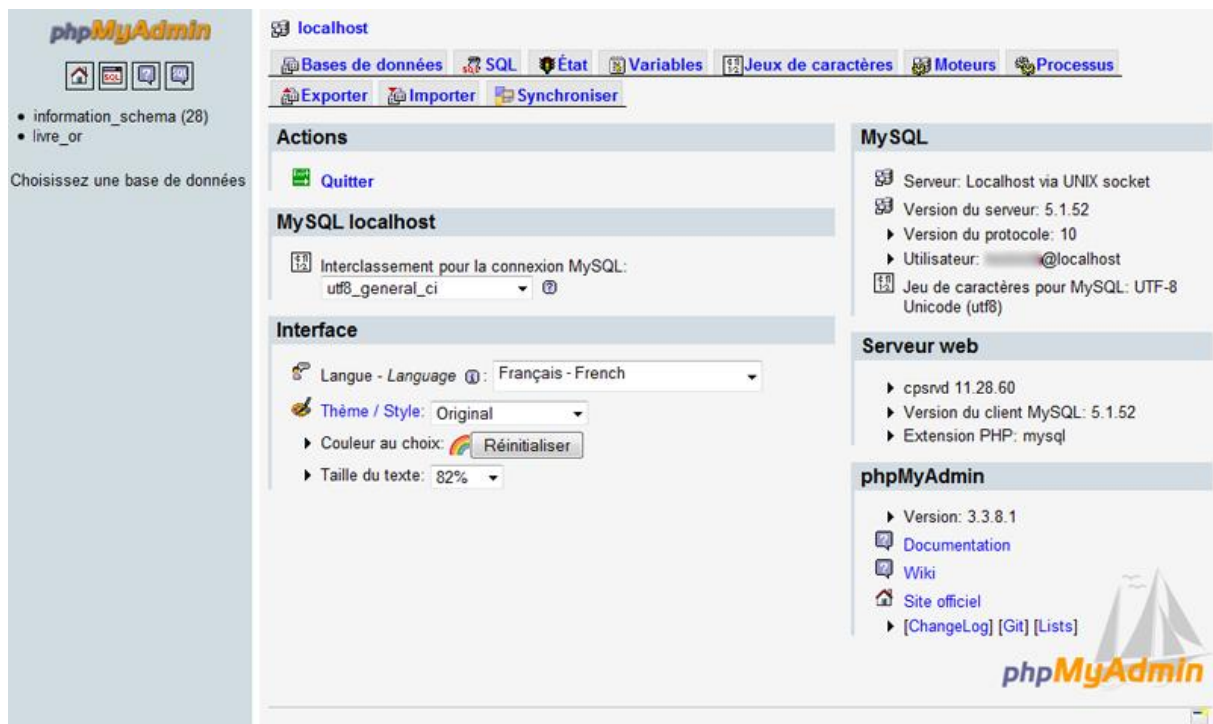 phpMyAdmin
SQL
• information_schema (28)
• livre_or
Choisissez une base de données
localhost
Bases de données SQL État Variables Jeux de caractères Moteurs Processus
Exporter Importer Synchroniser
Actions
Quitter
MySQL localhost
Interclassement pour la connexion MySQL:
utf8_general_ci
Interface
Langue - Language : Français - French
Thème / Style: Original
Couleur au choix: Réinitialiser
Taille du texte: 82%
MySQL
Serveur: Localhost via UNIX socket
Version du serveur: 5.1.52
Version du protocole: 10
Utilisateur: @localhost
Jeu de caractères pour MySQL: UTF-8
Unicode (utf8)
Serveur web
cpsrvd 11.28.60
Version du client MySQL: 5.1.52
Extension PHP: mysql
phpMyAdmin
Version: 3.3.8.1
Documentation
Wiki
Site officiel
[ChangeLog] [Git] [Lists]
phpMyAdmin